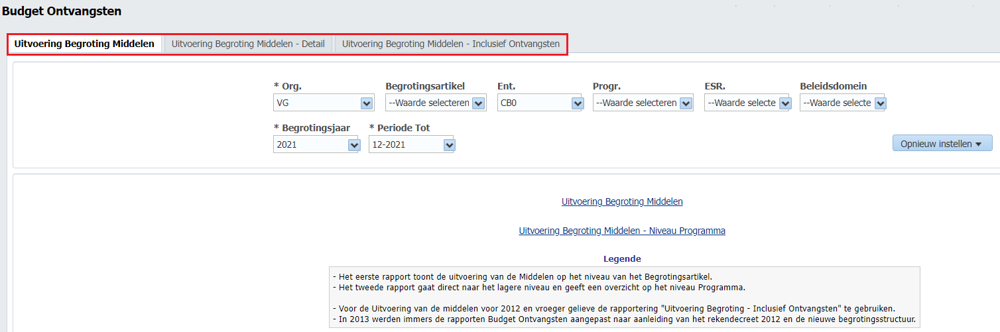 Budget Ontvangsten
Uitvoering Begroting Middelen Uitvoering Begroting Middelen - Detail Uitvoering Begroting Middelen - Inclusief Ontvangsten
* Org. Begrotingsartikel Ent. Progr. ESR. Beleidsdomein
VG --Waarde selecteren CB0 --Waarde selecteren --Waarde selecte --Waarde selecte
* Begrotingsjaar * Periode Tot
2021 12-2021 Opnieuw instellen
Uitvoering Begroting Middelen
Uitvoering Begroting Middelen - Niveau Programma
Legende
- Het eerste rapport toont de uitvoering van de Middelen op het niveau van het Begrotingsartikel.
- Het tweede rapport gaat direct naar het lagere niveau en geeft een overzicht op het niveau Programma.
- Voor de Uitvoering van de middelen voor 2012 en vroeger gelieve de rapportering "Uitvoering Begroting - Inclusief Ontvangsten" te gebruiken.
- In 2013 werden immers de rapporten Budget Ontvangsten aangepast naar aanleiding van het rekendecreet 2012 en de nieuwe begrotingsstructuur.